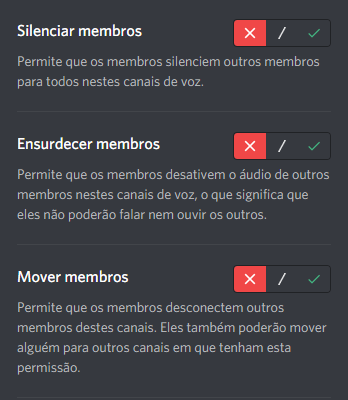 Silenciar membros
Permite que os membros silenciem outros membros
para todos nestes canais de voz.
Ensurdecer membros
Permite que os membros desativem o áudio de outros
membros nestes canais de voz, o que significa que
eles não poderão falar nem ouvir os outros.
Mover membros
Permite que os membros desconectem outros
membros destes canais. Eles também poderão mover
alguém para outros canais em que tenham esta
permissão.